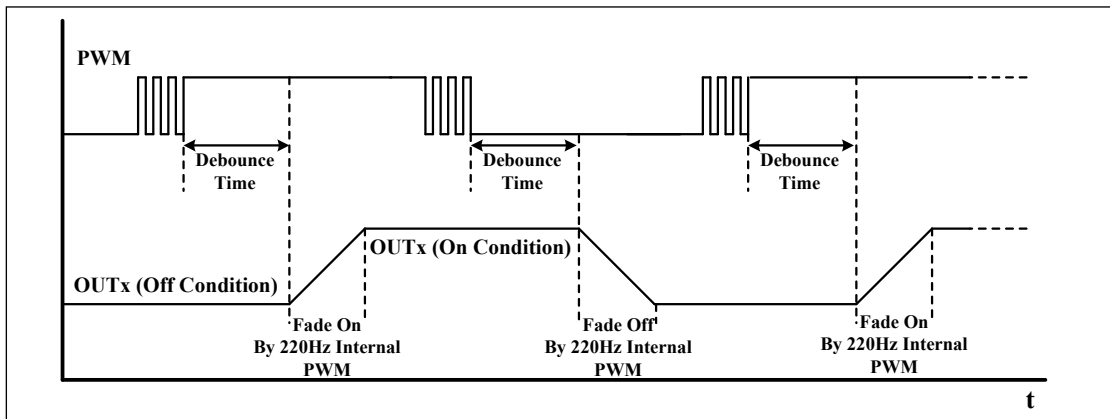 PWM
Debounce
Time
Debounce
Time
Debounce
Time
OUTx (Off Condition)
OUTx (On Condition)
Fade On
By 220Hz Internal
PWM
Fade Off
By 220Hz Internal
PWM
Fade On
By 220Hz Internal
PWM
t